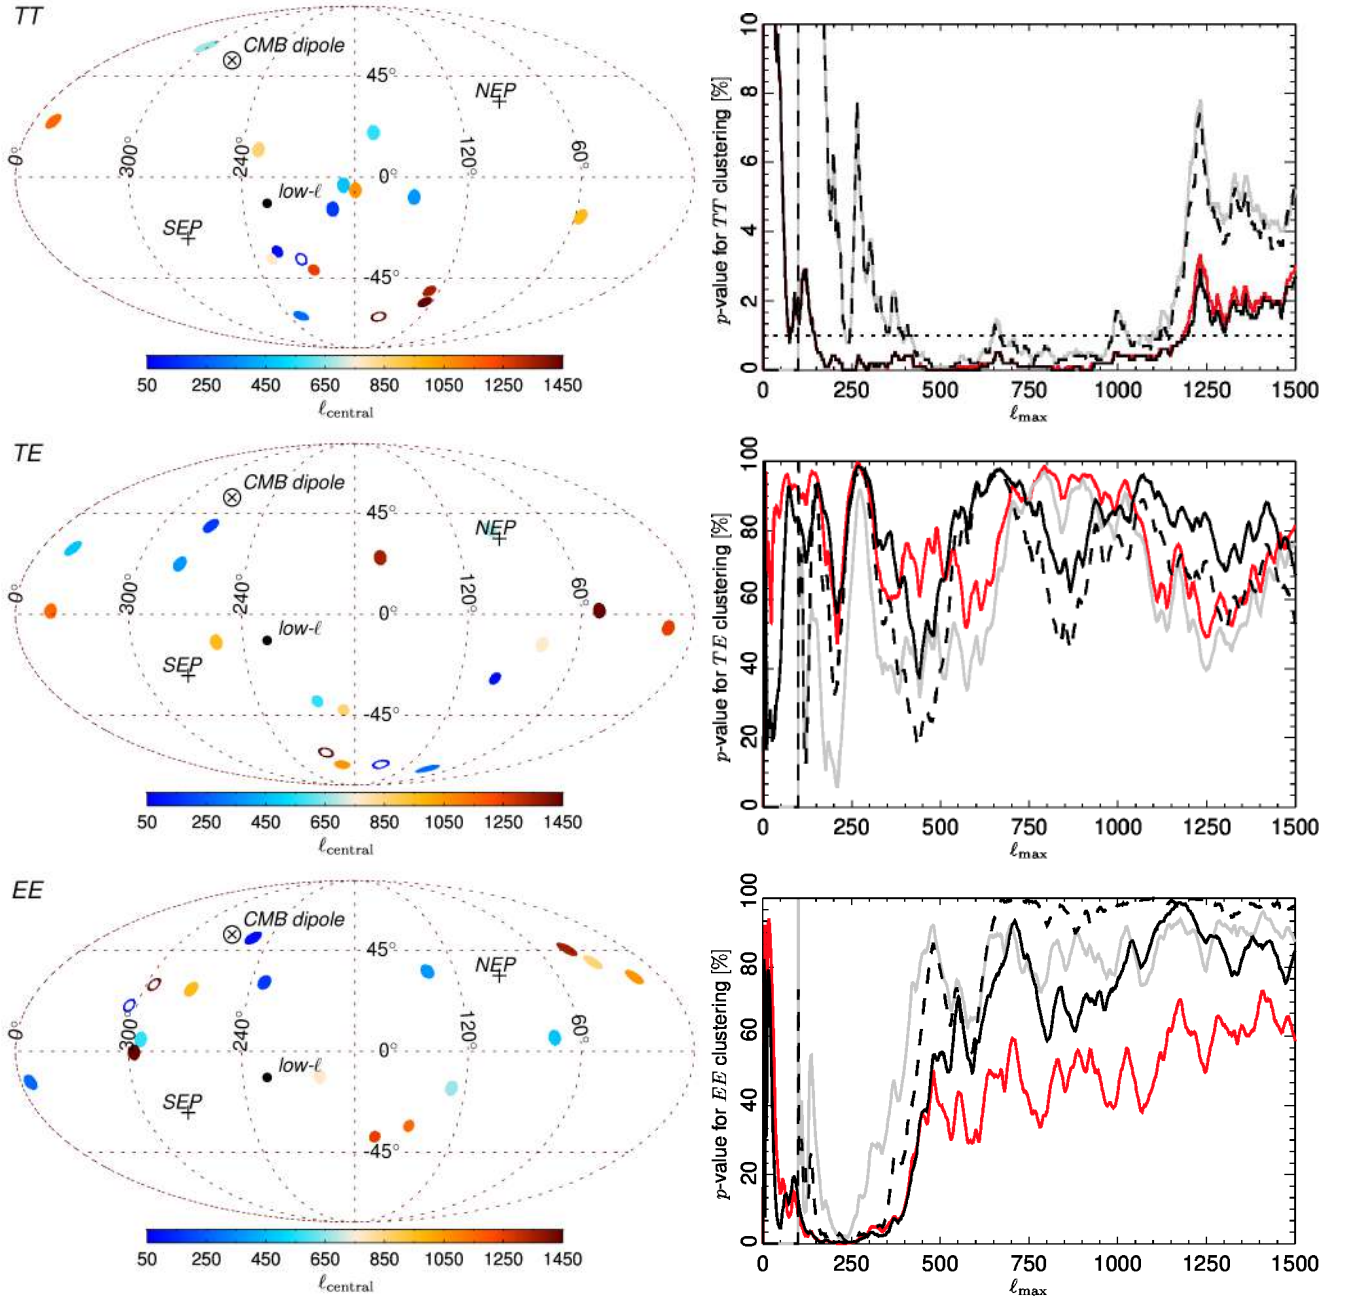 TT
CMB dipole
45°
NEP
0° 300° 240° 0° 120° 60°
low-ℓ
SEP
-45°
50 250 450 650 850 1050 1250 1450
ℓcentral
p-value for TT clustering [%]
10
8
6
4
2
0
0 250 500 750 1000 1250 1500
ℓmax
TE
CMB dipole
45°
NEP
0° 300° 240° 0° 120° 60°
low-ℓ
SEP
-45°
50 250 450 650 850 1050 1250 1450
ℓcentral
p-value for TE clustering [%]
100
80
60
40
20
0
0 250 500 750 1000 1250 1500
ℓmax
EE
CMB dipole
45°
NEP
0° 300° 240° 0° 120° 60°
low-ℓ
SEP
-45°
50 250 450 650 850 1050 1250 1450
ℓcentral
p-value for EE clustering [%]
100
80
60
40
20
0
0 250 500 750 1000 1250 1500
ℓmax